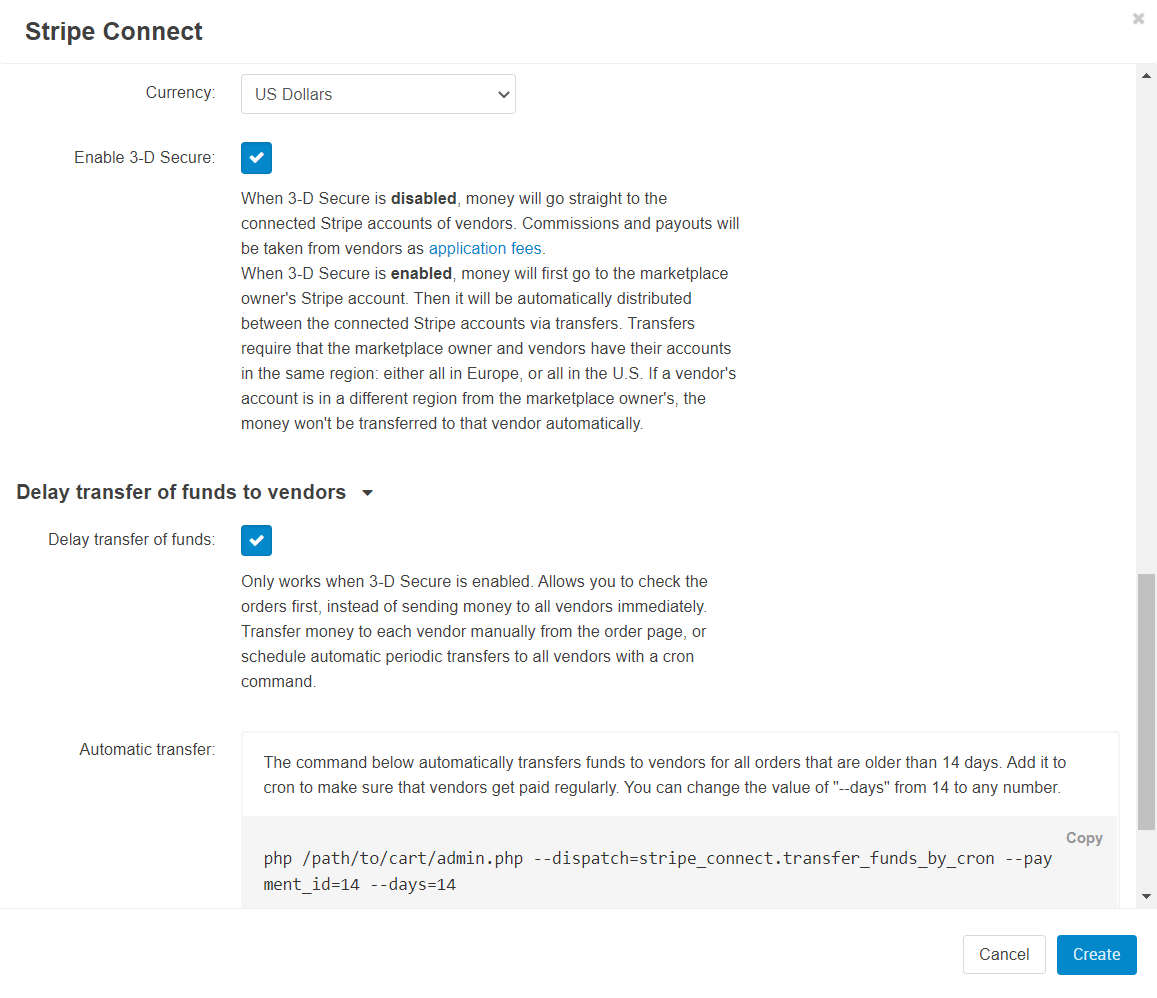 Stripe Connect
Currency:
US Dollars
Enable 3-D Secure:
When 3-D Secure is disabled, money will go straight to the
connected Stripe accounts of vendors. Commissions and payouts will
be taken from vendors as application fees.
When 3-D Secure is enabled, money will first go to the marketplace
owner's Stripe account. Then it will be automatically distributed
between the connected Stripe accounts via transfers. Transfers
require that the marketplace owner and vendors have their accounts
in the same region: either all in Europe, or all in the U.S. If a vendor's
account is in a different region from the marketplace owner's, the
money won't be transferred to that vendor automatically.
Delay transfer of funds to vendors
Delay transfer of funds:
Only works when 3-D Secure is enabled. Allows you to check the
orders first, instead of sending money to all vendors immediately.
Transfer money to each vendor manually from the order page, or
schedule automatic periodic transfers to all vendors with a cron
command.
Automatic transfer:
The command below automatically transfers funds to vendors for all orders that are older than 14 days. Add it to
cron to make sure that vendors get paid regularly. You can change the value of "--days" from 14 to any number.
Copy
php /path/to/cart/admin.php --dispatch=stripe_connect.transfer_funds_by_cron --pay
ment_id=14 --days=14
Cancel
Create